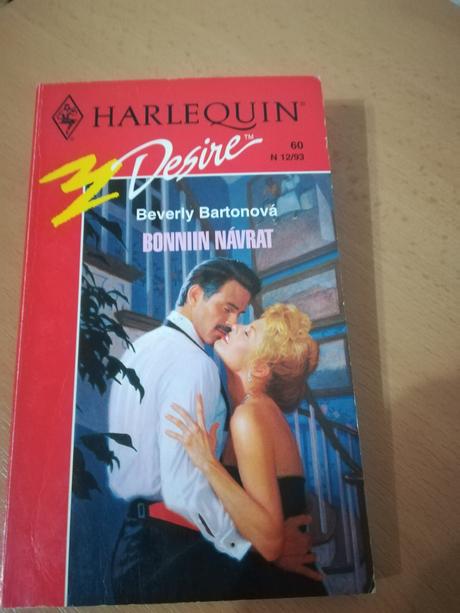 HARLEQUIN®
Desire™
60
N 12/93
Beverly Bartonová
BONNIIN NÁVRAT